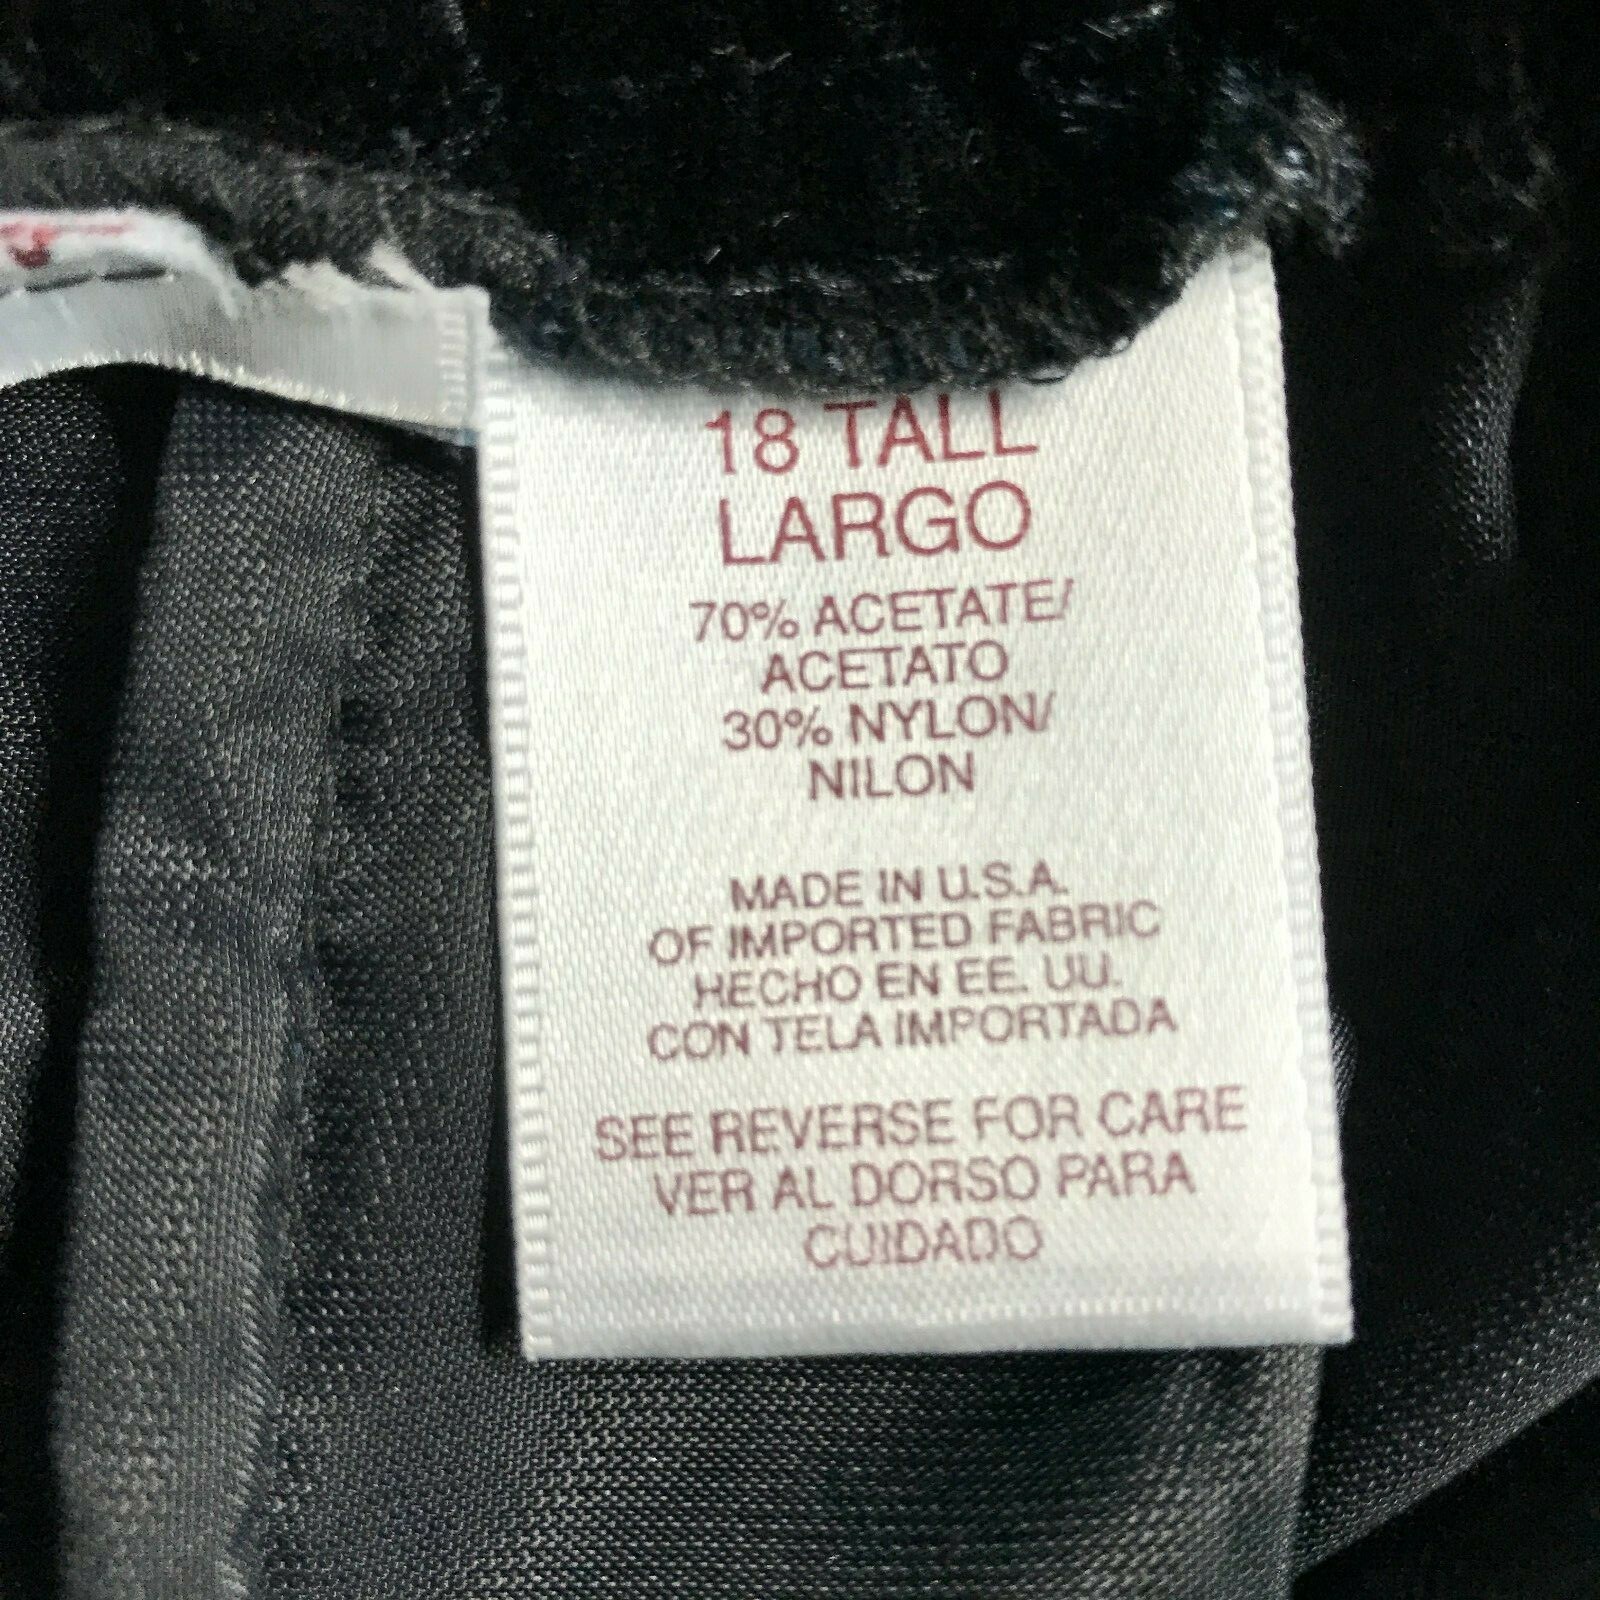 18 TALL
LARGO
70% ACETATE/
ACETATO
30% NYLON/
NILON
MADE IN U.S.A.
OF IMPORTED FABRIC
HECHO EN EE. UU.
CON TELA IMPORTADA
SEE REVERSE FOR CARE
VER AL DORSO PARA
CUIDADO